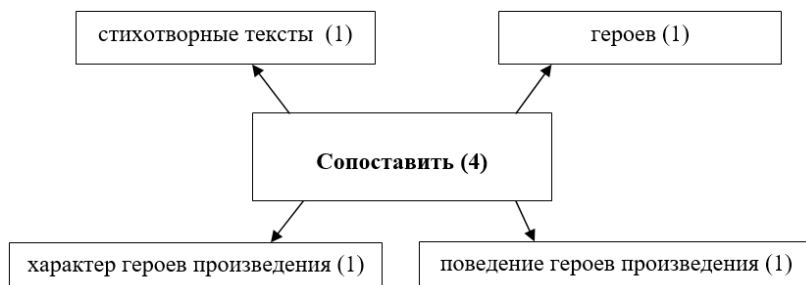 стихотворные тексты (1)
героев (1)
Сопоставить (4)
характер героев произведения (1)
поведение героев произведения (1)